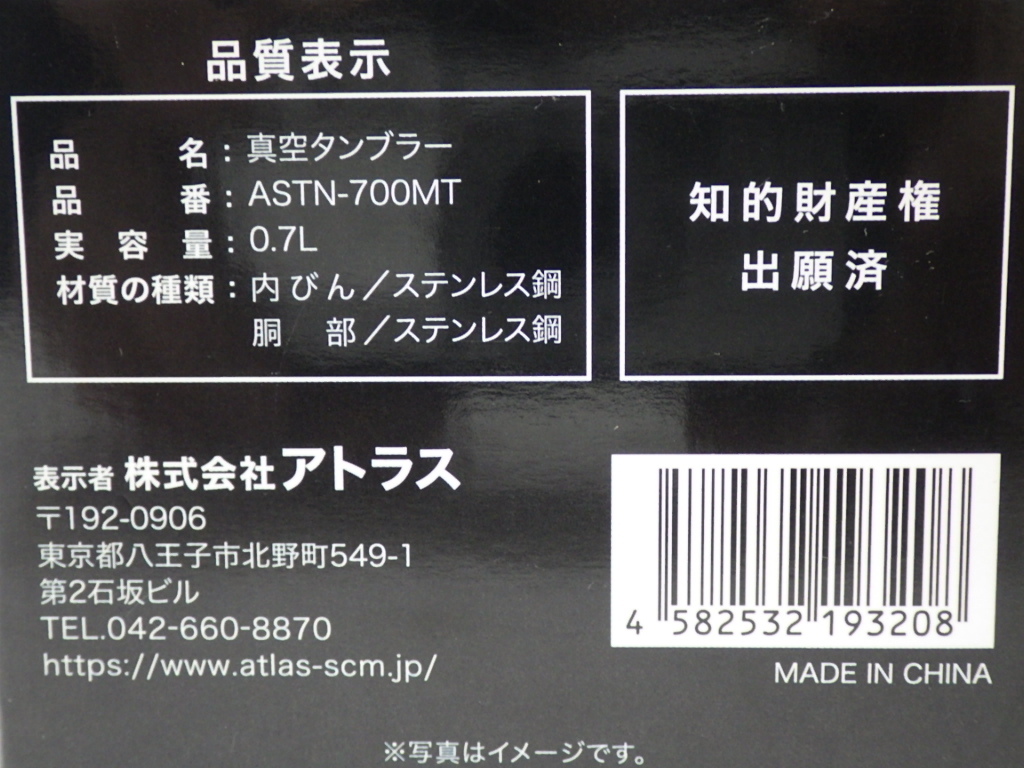 品質表示
品名：真空タンブラー
品番：ASTN-700MT
実容量：0.7L
材質の種類：内びん／ステンレス鋼
胴部／ステンレス鋼
知的財産権
出願済
表示者 株式会社アトラス
〒192-0906
東京都八王子市北野町549-1
第2石坂ビル
TEL.042-660-8870
https://www.atlas-scm.jp/
4 582532 193208
MADE IN CHINA
※写真はイメージです。